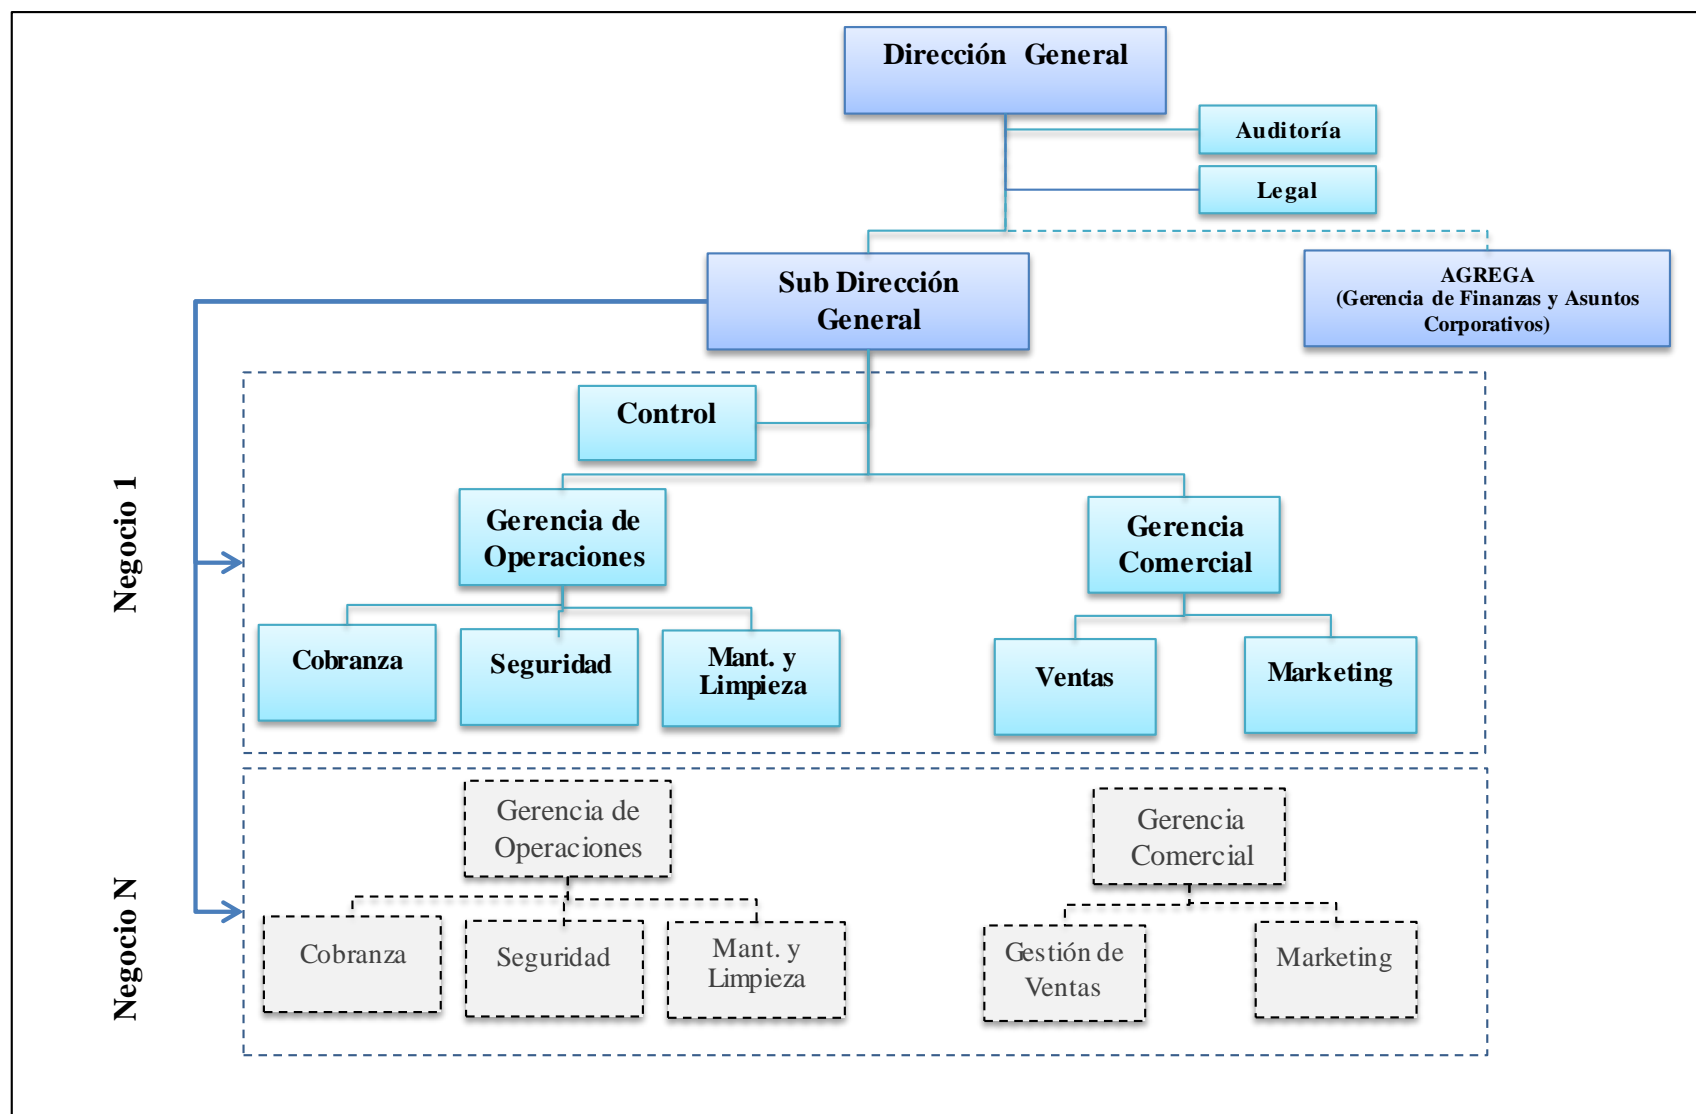 Dirección General
Auditoría
Legal
Sub Dirección
General
AGREGA
(Gerencia de Finanzas y Asuntos
Corporativos)
Negocio 1
Control
Gerencia de
Operaciones
Gerencia
Comercial
Cobranza
Seguridad
Mant. y
Limpieza
Ventas
Marketing
Negocio N
Gerencia de
Operaciones
Gerencia
Comercial
Cobranza
Seguridad
Mant. y
Limpieza
Gestión de
Ventas
Marketing